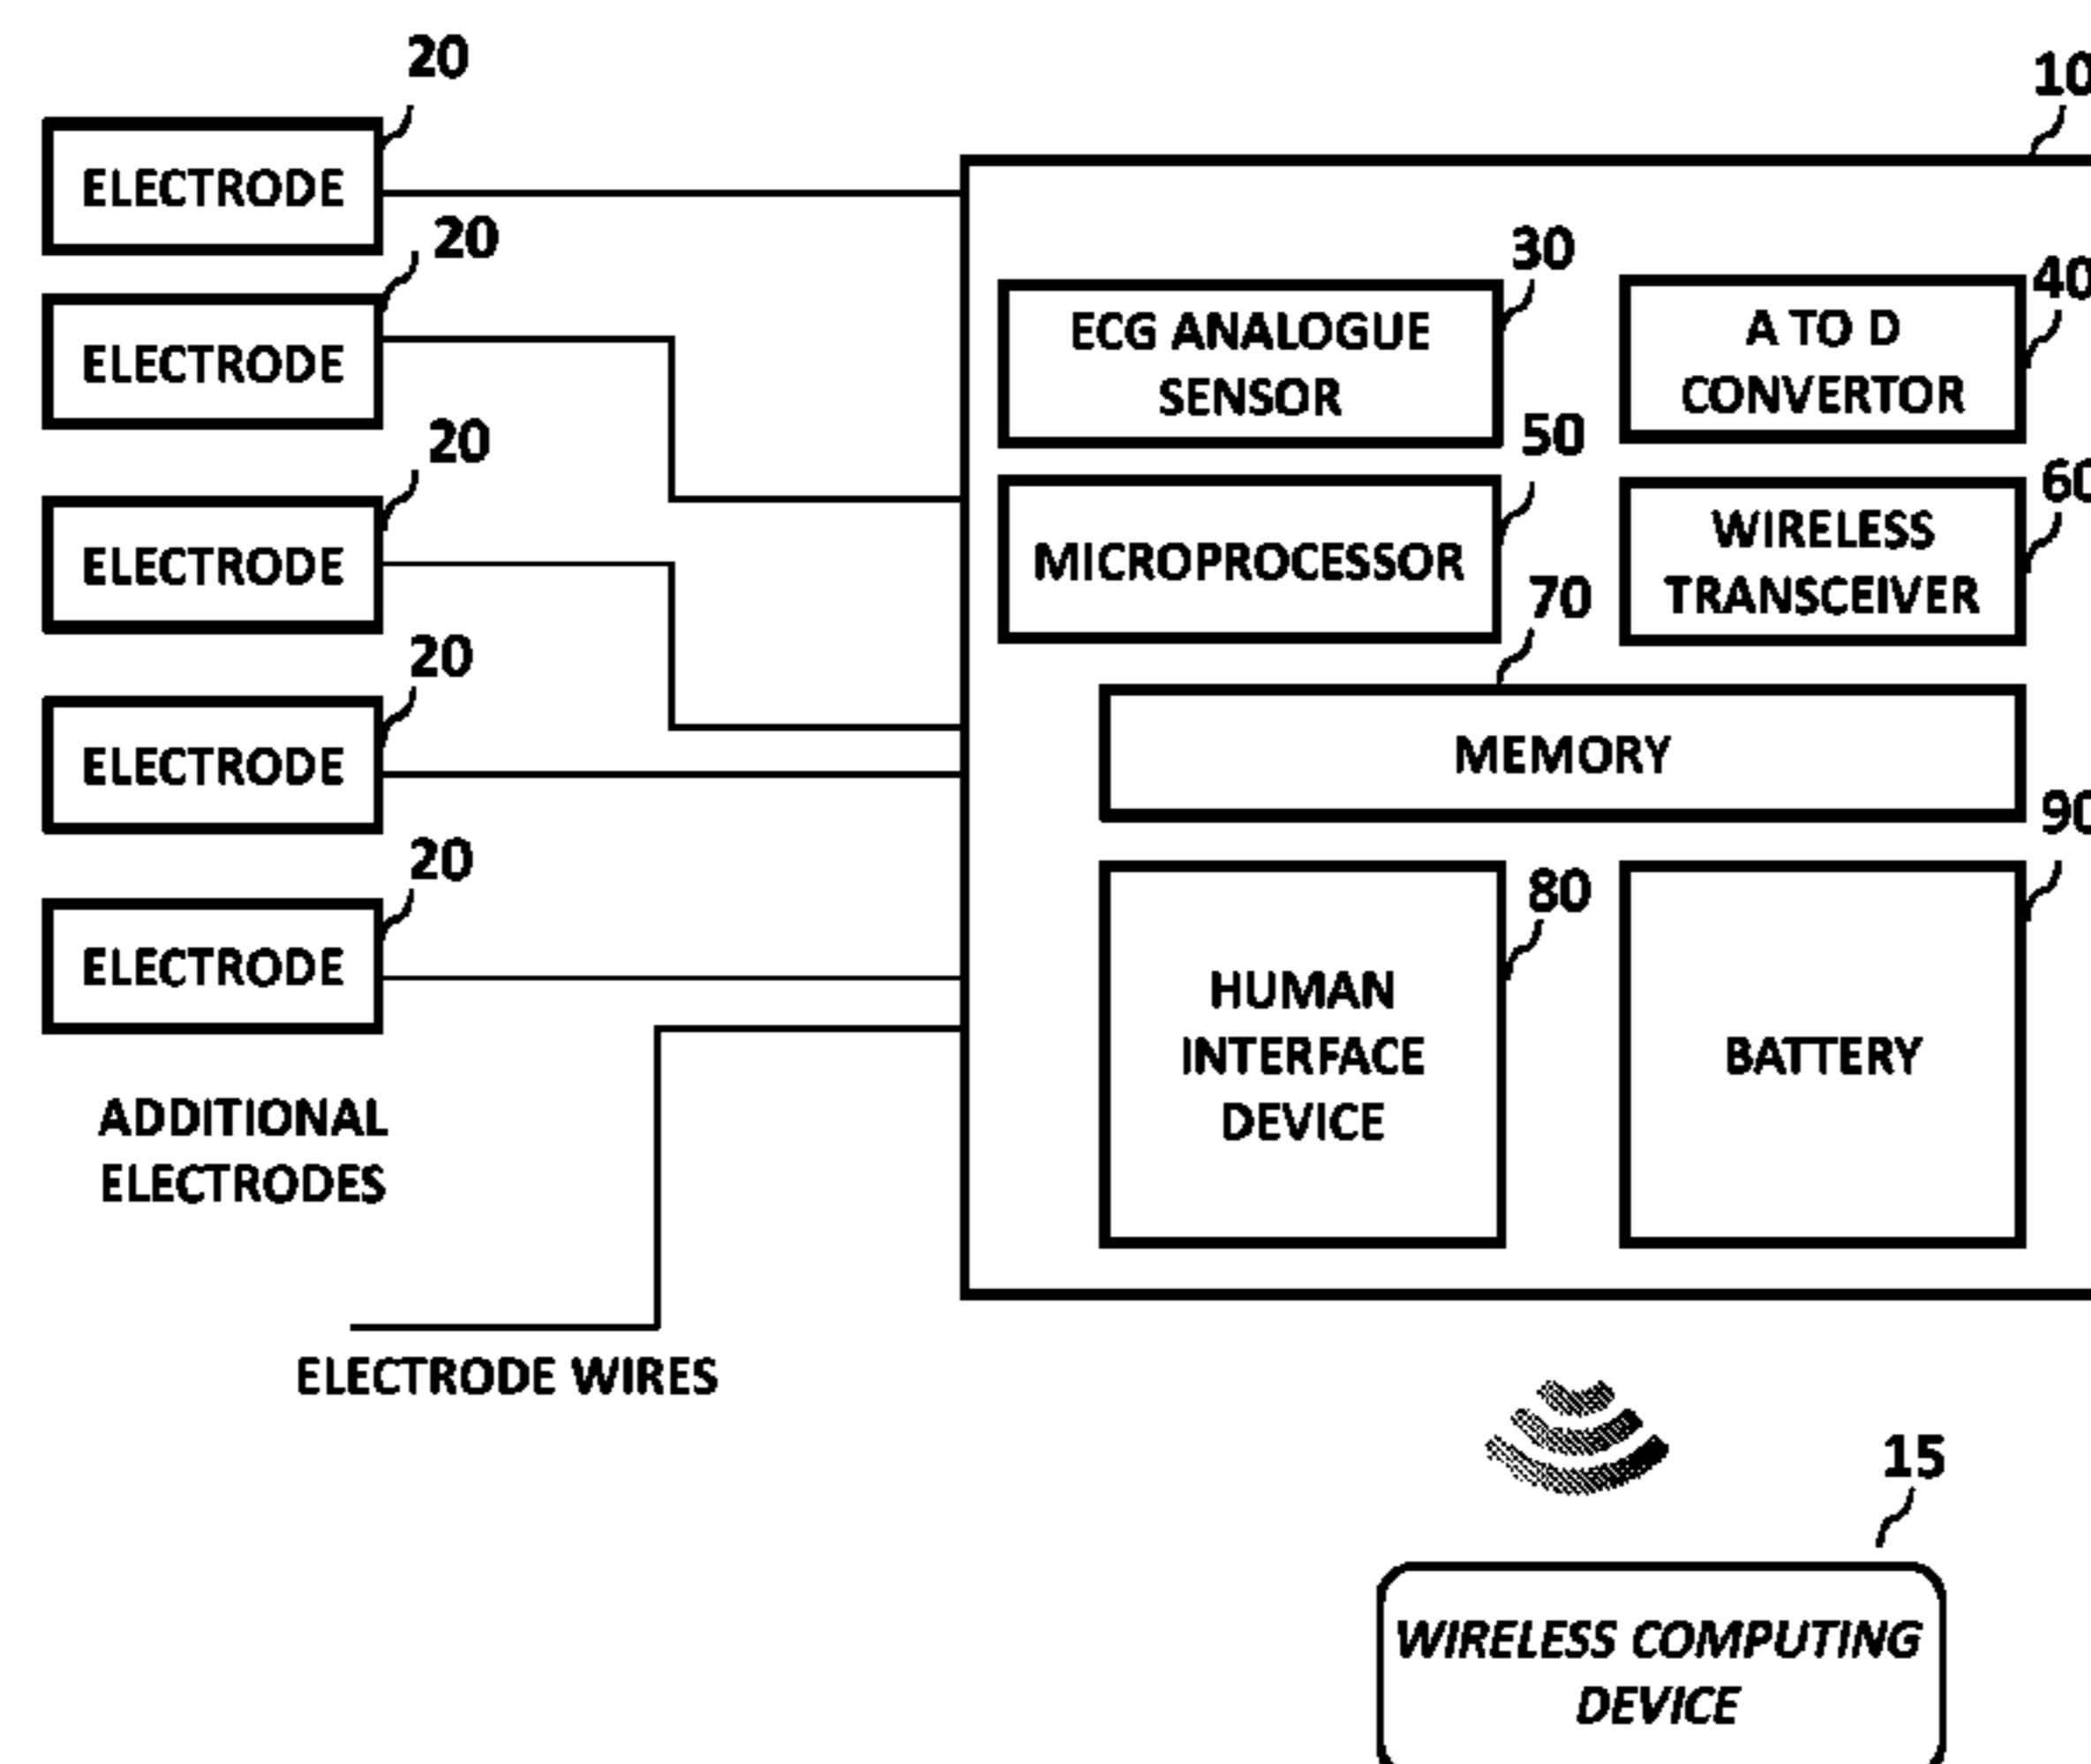 20
10
ELECTRODE
20
ELECTRODE
30
ECG ANALOGUE
SENSOR
40
A TO D
CONVERTOR
20
ELECTRODE
50
MICROPROCESSOR
60
WIRELESS
TRANSCEIVER
20
ELECTRODE
70
MEMORY
20
ELECTRODE
80
HUMAN
INTERFACE
DEVICE
90
BATTERY
ADDITIONAL
ELECTRODES
ELECTRODE WIRES
15
WIRELESS COMPUTING
DEVICE